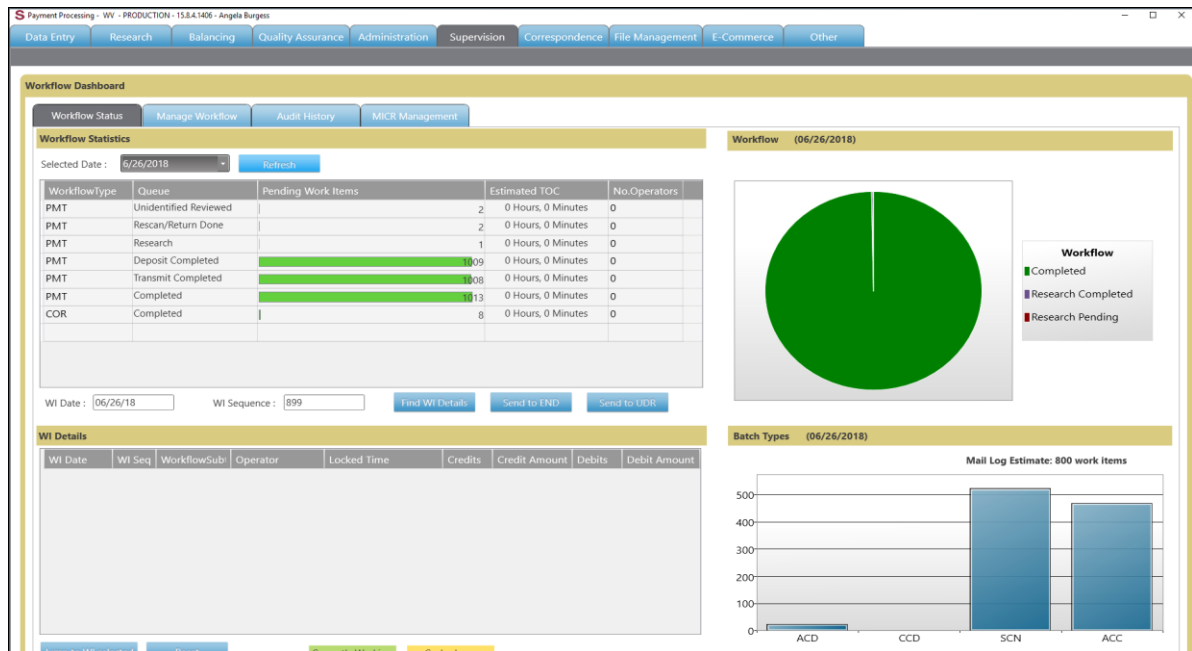 S Payment Processing - WV - PRODUCTION - 15.8.4.1406 - Angela Burgess
Data Entry Research Balancing Quality Assurance Administration Supervision Correspondence File Management E-Commerce Other
Workflow Dashboard
Workflow Status Manage Workflow Audit History MICR Management
Workflow Statistics
Selected Date : 6/26/2018 Refresh
WorkflowType Queue Pending Work Items Estimated TOC No.Operators
PMT Unidentified Reviewed 2 0 Hours, 0 Minutes 0
PMT Rescan/Return Done 2 0 Hours, 0 Minutes 0
PMT Research 1 0 Hours, 0 Minutes 0
PMT Deposit Completed 1009 0 Hours, 0 Minutes 0
PMT Transmit Completed 1008 0 Hours, 0 Minutes 0
PMT Completed 1013 0 Hours, 0 Minutes 0
COR Completed 8 0 Hours, 0 Minutes 0
WI Date : 06/26/18 WI Sequence : 899 Find WI Details Send to END Send to UDR
Workflow (06/26/2018)
Workflow
Completed
Research Completed
Research Pending
WI Details
WI Date WI Seq WorkflowSubt Operator Locked Time Credits Credit Amount Debits Debit Amount
Batch Types (06/26/2018)
Mail Log Estimate: 800 work items
500
400
300
200
100
0
ACD CCD SCN ACC